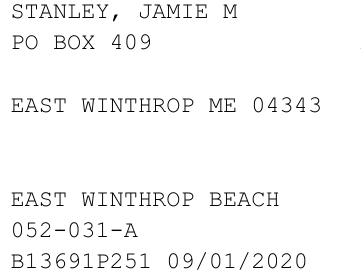 STANLEY, JAMIE M
PO BOX 409
EAST WINTHROP ME 04343
EAST WINTHROP BEACH
052-031-A
B13691P251 09/01/2020